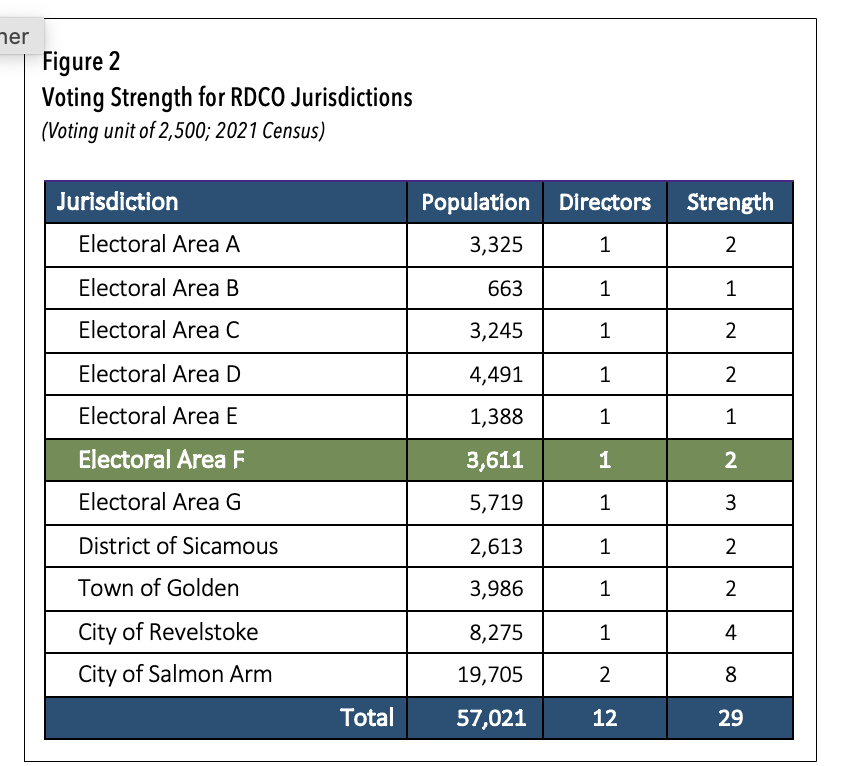 ner
Figure 2
Voting Strength for RDCO Jurisdictions
(Voting unit of 2,500; 2021 Census)
Jurisdiction Population Directors Strength
Electoral Area A 3,325 1 2
Electoral Area B 663 1 1
Electoral Area C 3,245 1 2
Electoral Area D 4,491 1 2
Electoral Area E 1,388 1 1
Electoral Area F 3,611 1 2
Electoral Area G 5,719 1 3
District of Sicamous 2,613 1 2
Town of Golden 3,986 1 2
City of Revelstoke 8,275 1 4
City of Salmon Arm 19,705 2 8
Total 57,021 12 29